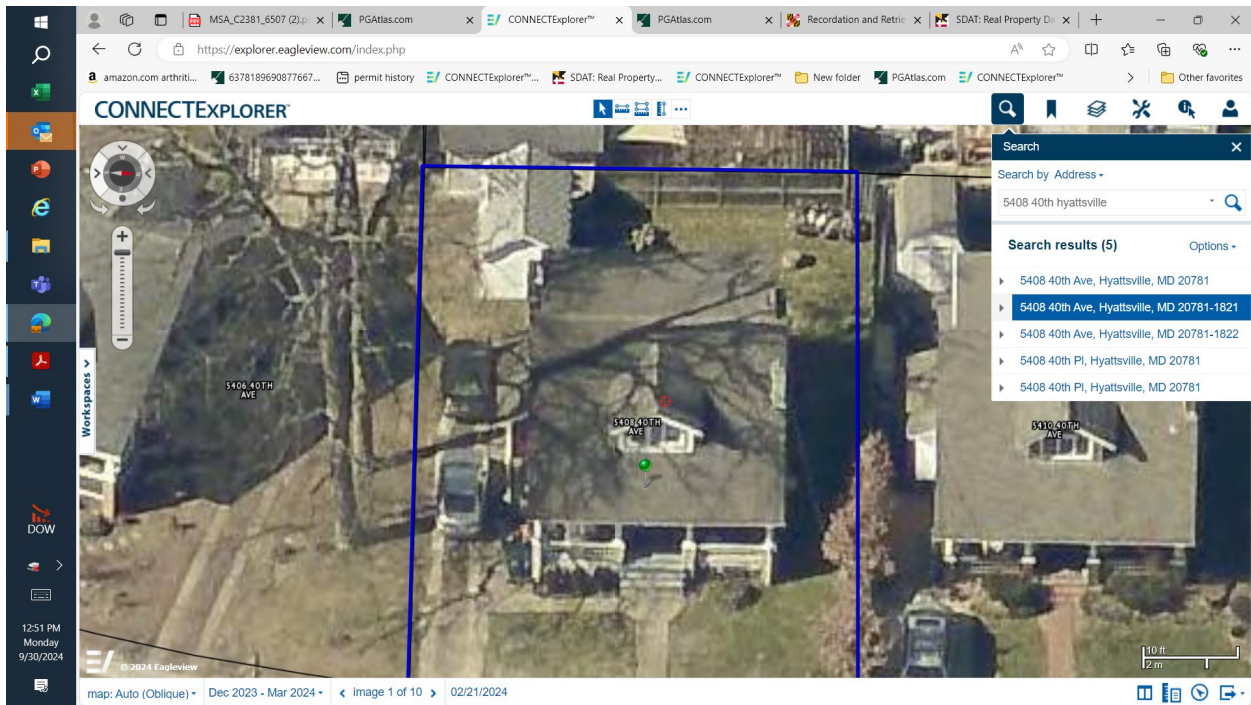 MSA_C2381_6507 (2).p
PGAtlas.com
CONNECTExplorer™
PGAtlas.com
Recordation and Retrie
SDAT: Real Property Da
https://explorer.eagleview.com/index.php
amazon.com arthriti...
6378189690877667...
permit history
CONNECTExplorer™...
SDAT: Real Property...
CONNECTExplorer™
New folder
PGAtlas.com
CONNECTExplorer™
Other favorites
CONNECTEXPLORER™
Search
Search by Address
5408 40th hyattsville
Search results (5)
Options
5408 40th Ave, Hyattsville, MD 20781
5408 40th Ave, Hyattsville, MD 20781-1821
5408 40th Ave, Hyattsville, MD 20781-1822
5408 40th Pl, Hyattsville, MD 20781
5408 40th Pl, Hyattsville, MD 20781
W
Workspaces
5406 40TH
AVE
5408 40TH
AVE
5410 40TH
AVE
10 ft
2 m
© 2024 Eagleview
map: Auto (Oblique)
Dec 2023 - Mar 2024
image 1 of 10
02/21/2024
DOW
12:51 PM
Monday
9/30/2024